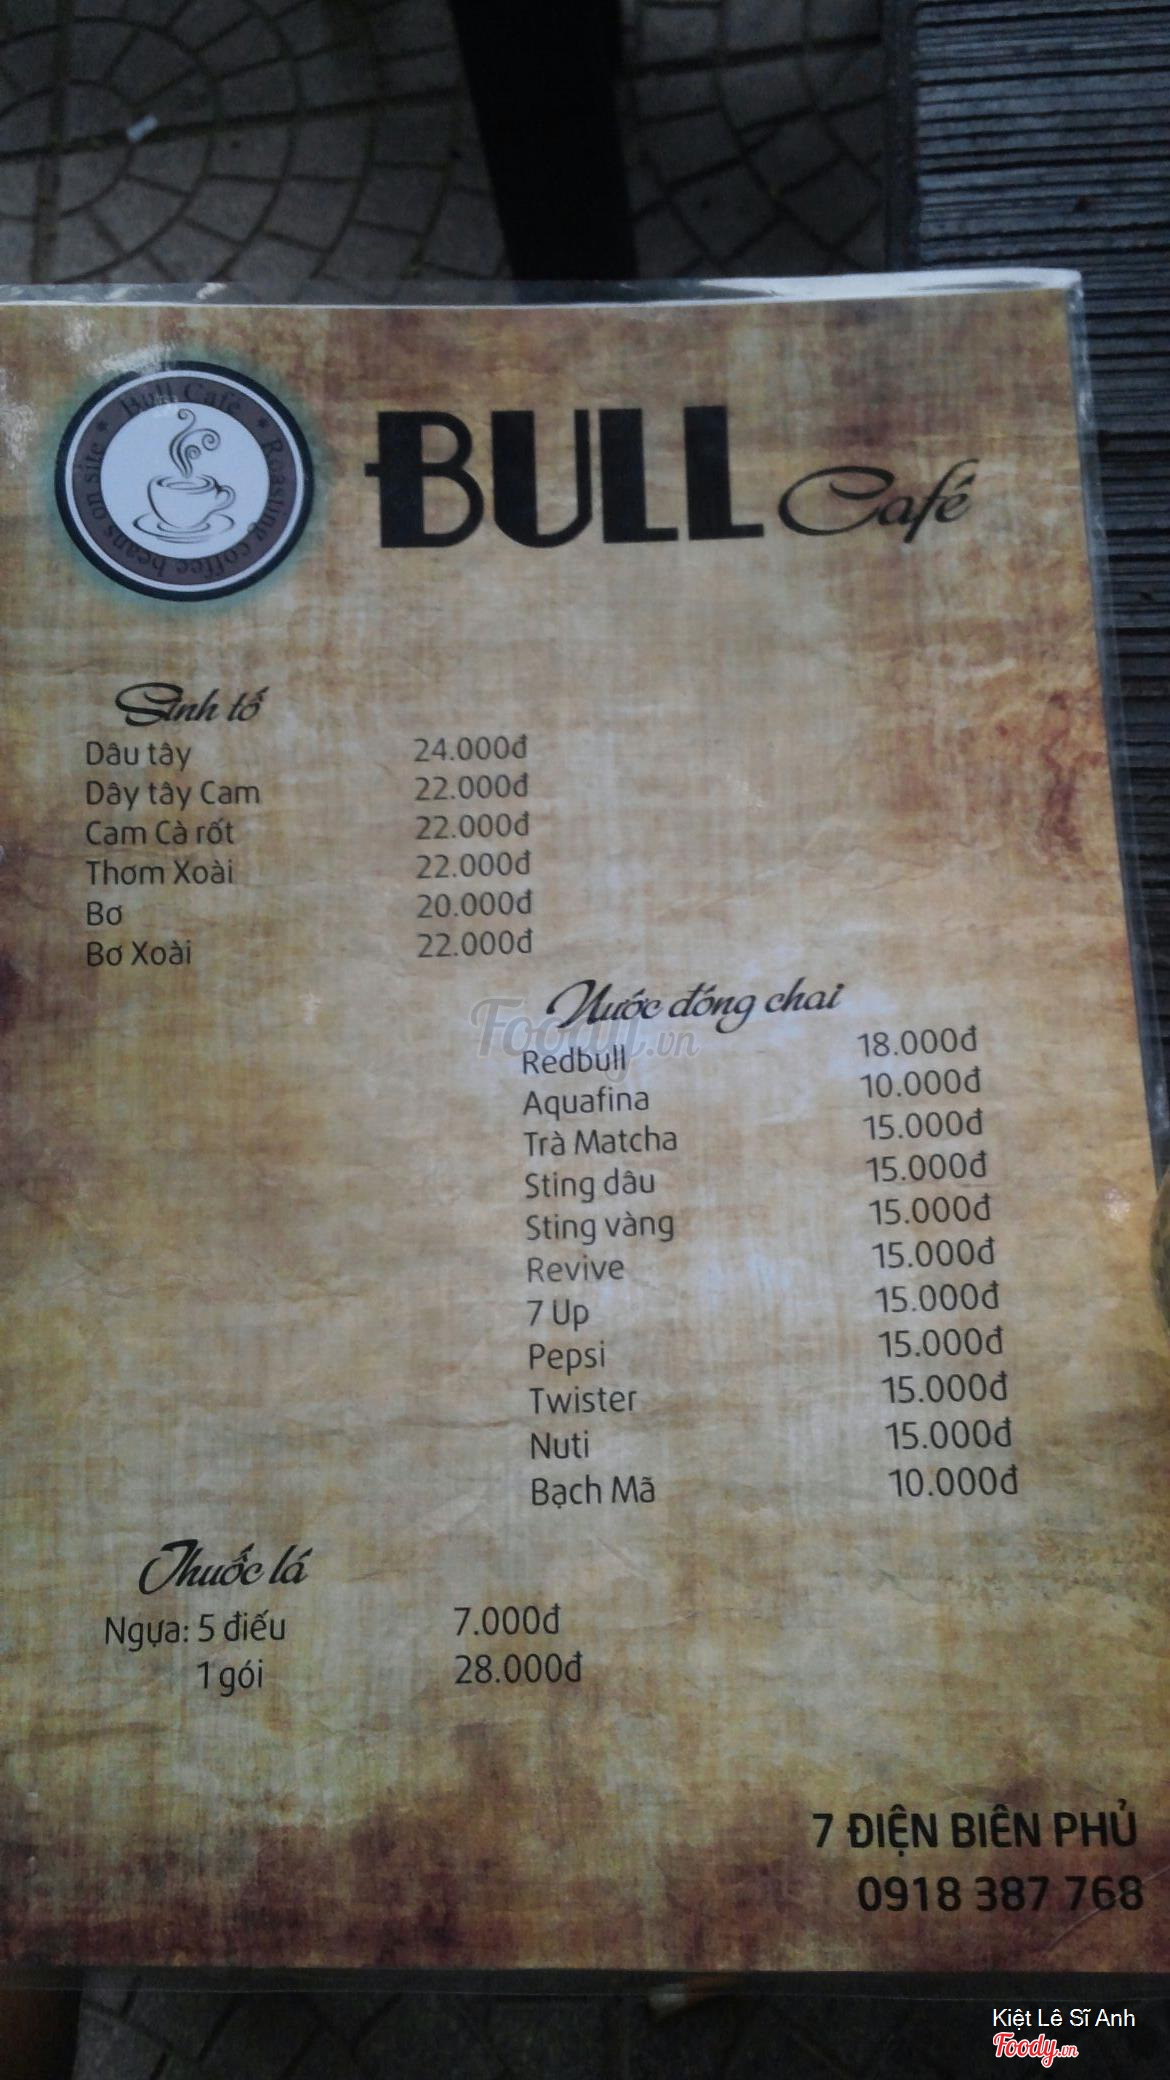 Bull Café * Roasting coffee beans on site *
BULL Café
Sinh tố
Dâu tây 24.000đ
Dây tây Cam 22.000đ
Cam Cà rốt 22.000đ
Thơm Xoài 22.000đ
Bơ 20.000đ
Bơ Xoài 22.000đ
Nước đóng chai
Foody.vn
Redbull 18.000đ
Aquafina 10.000đ
Trà Matcha 15.000đ
Sting dâu 15.000đ
Sting vàng 15.000đ
Revive 15.000đ
7 Up 15.000đ
Pepsi 15.000đ
Twister 15.000đ
Nuti 15.000đ
Bạch Mã 10.000đ
Thuốc lá
Ngựa: 5 điếu 7.000đ
1 gói 28.000đ
7 ĐIỆN BIÊN PHỦ
0918 387 768
Kiệt Lê Sĩ Anh
Foody.vn